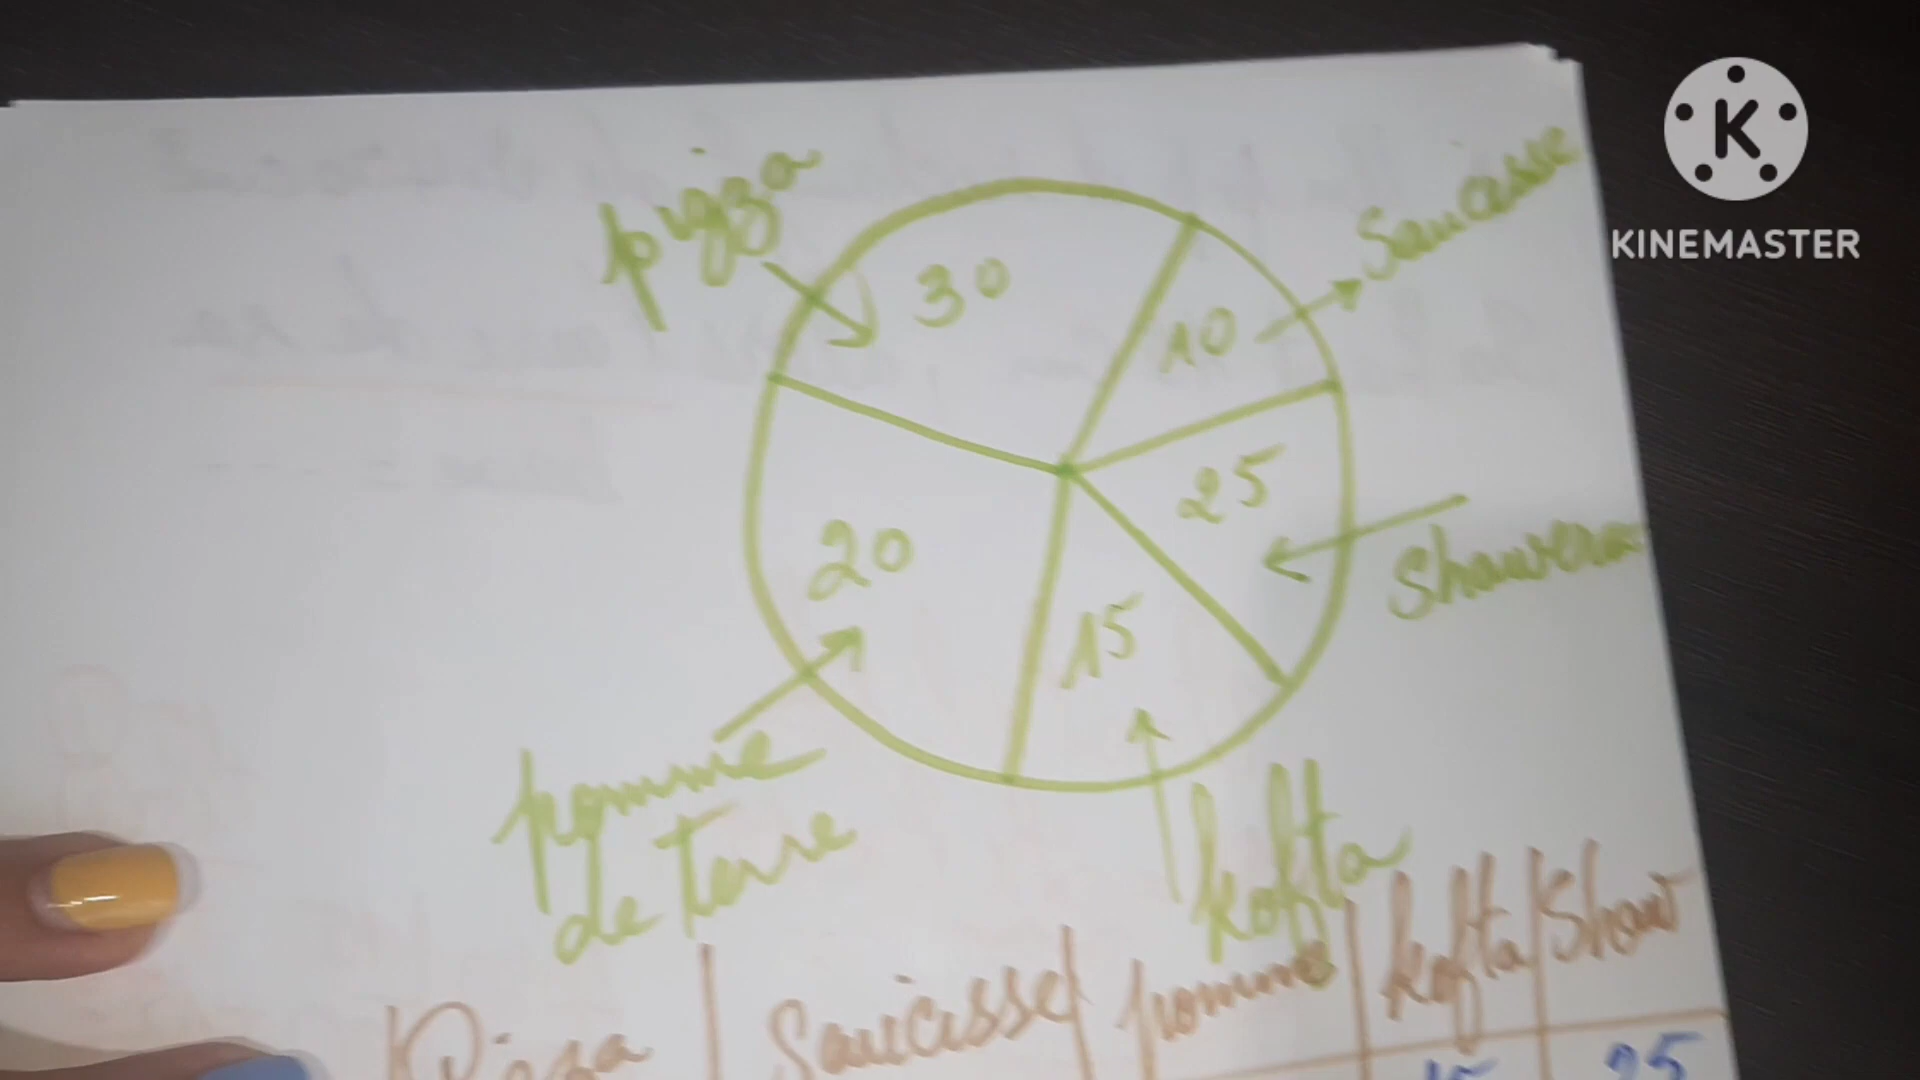 pizza
30
Saucisse
10
25
Shawerma
20
15
pomme
de terre
kofta
Pizza | Saucisse | pomme | kofta | Shaw
15 25
K
KINEMASTER